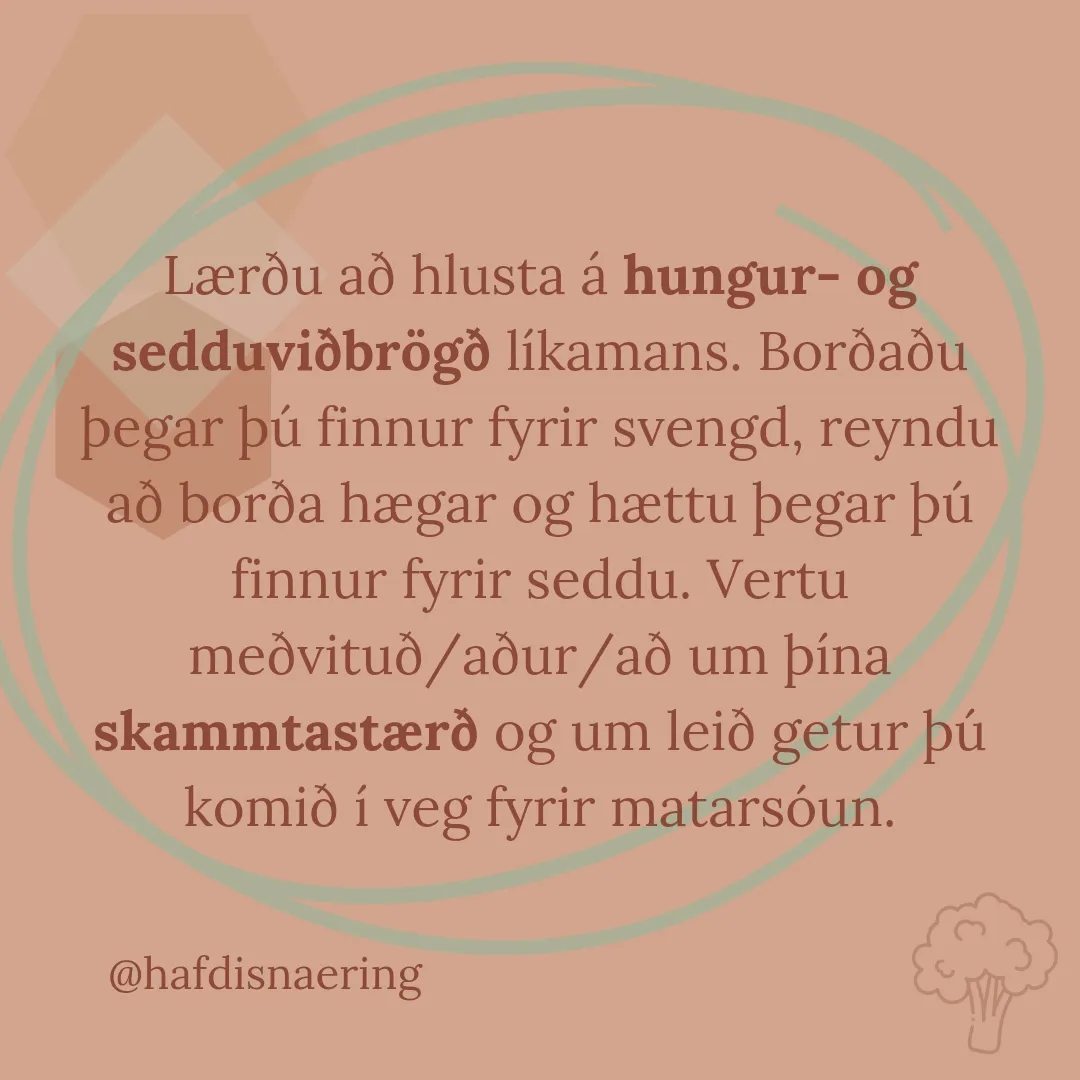 Lærðu að hlusta á hungur- og
sedduviðbrögð líkamans. Borðaðu
þegar þú finnur fyrir svengd, reyndu
að borða hægar og hættu þegar þú
finnur fyrir seddu. Vertu
meðvituð/aður/að um þína
skammtastærð og um leið getur þú
komið í veg fyrir matarsóun.
@hafdisnaering